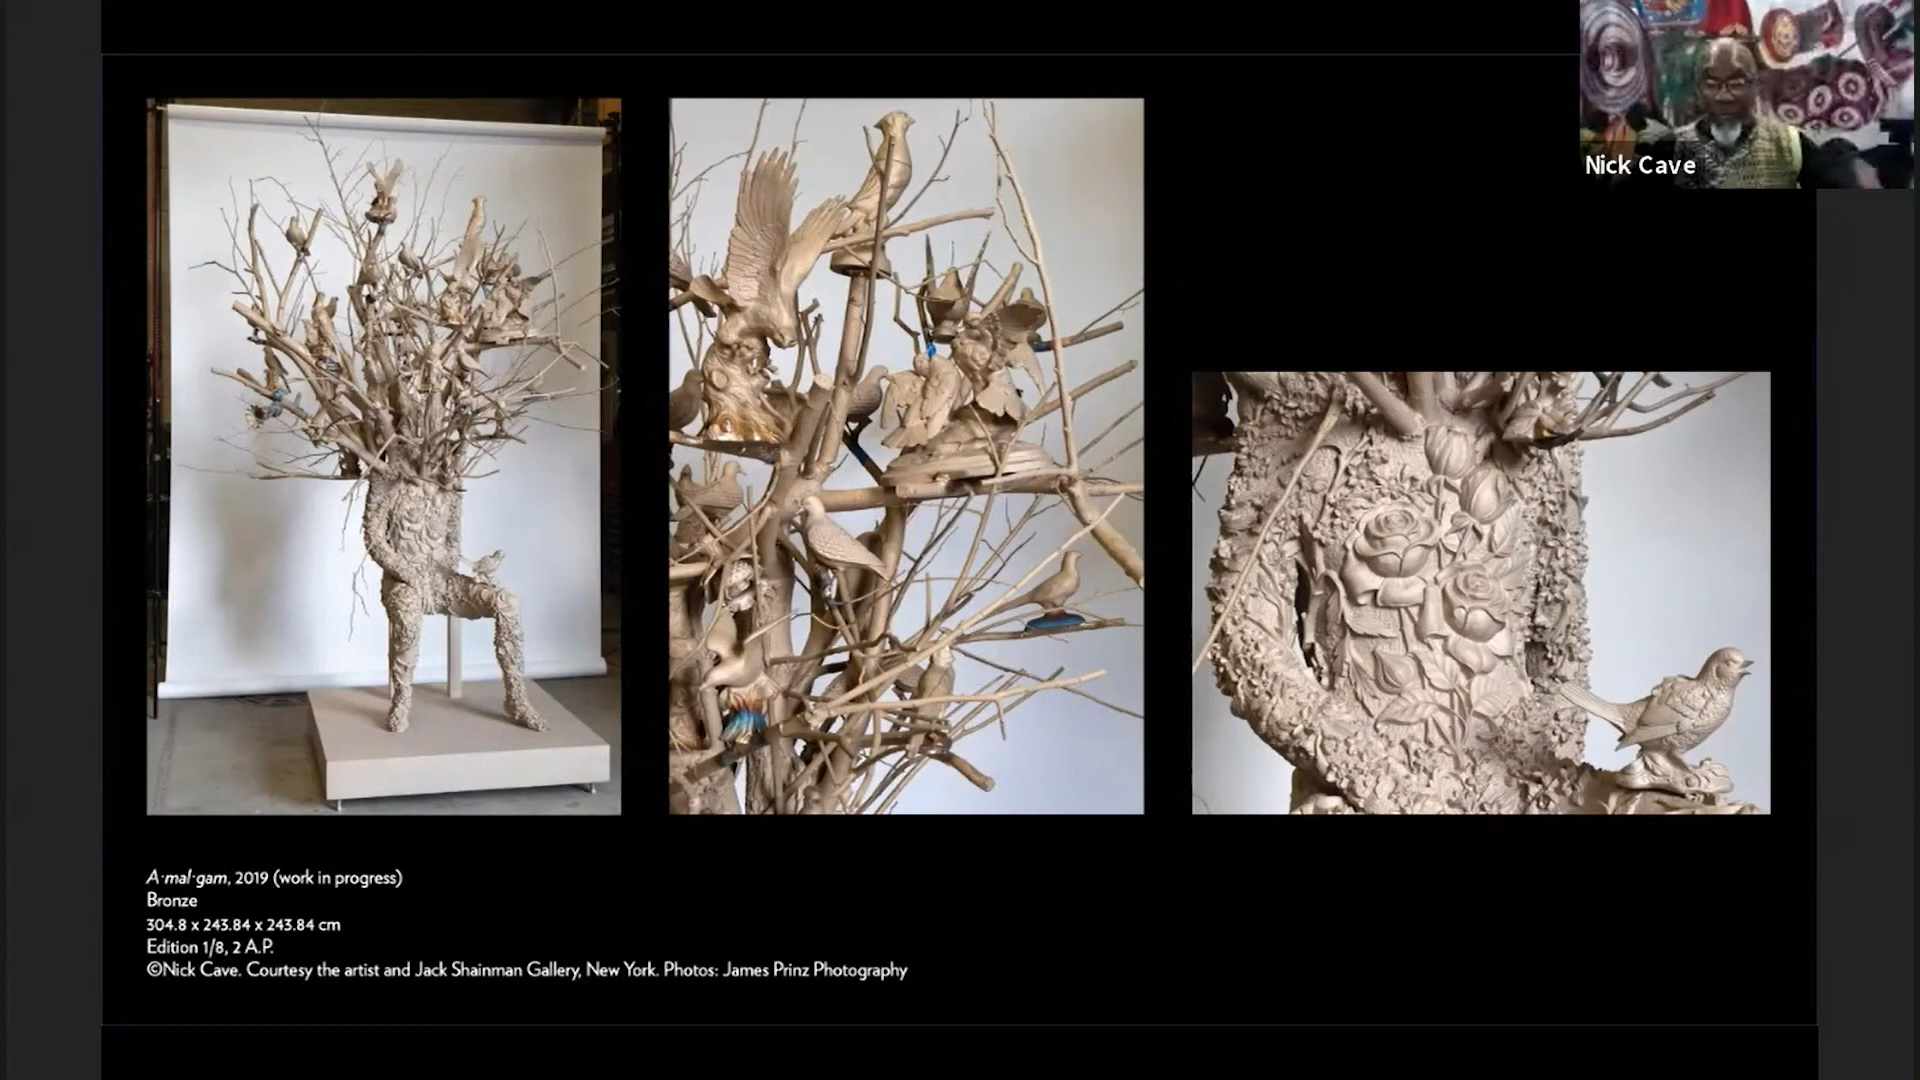 Nick Cave
A·mal·gam, 2019 (work in progress)
Bronze
304.8 x 243.84 x 243.84 cm
Edition 1/8, 2 A.P.
©Nick Cave. Courtesy the artist and Jack Shainman Gallery, New York. Photos: James Prinz Photography